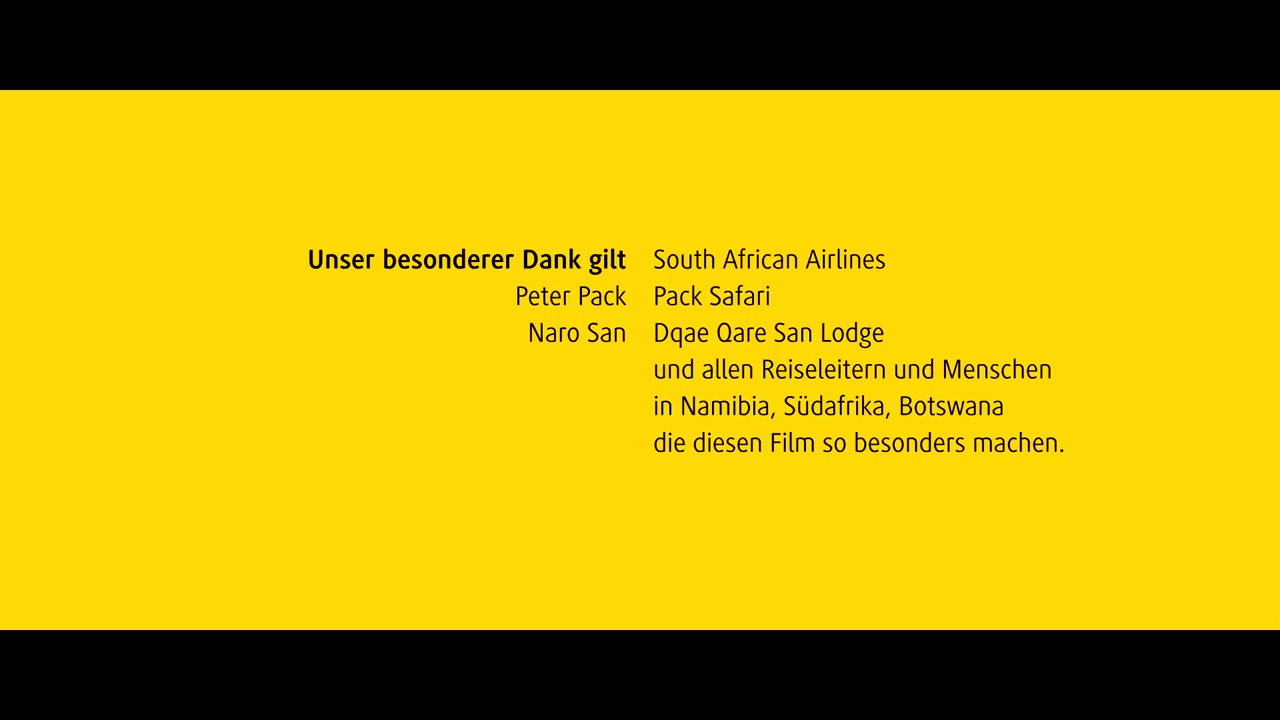 Unser besonderer Dank gilt South African Airlines
Peter Pack Pack Safari
Naro San Dqae Qare San Lodge
und allen Reiseleitern und Menschen
in Namibia, Südafrika, Botswana
die diesen Film so besonders machen.